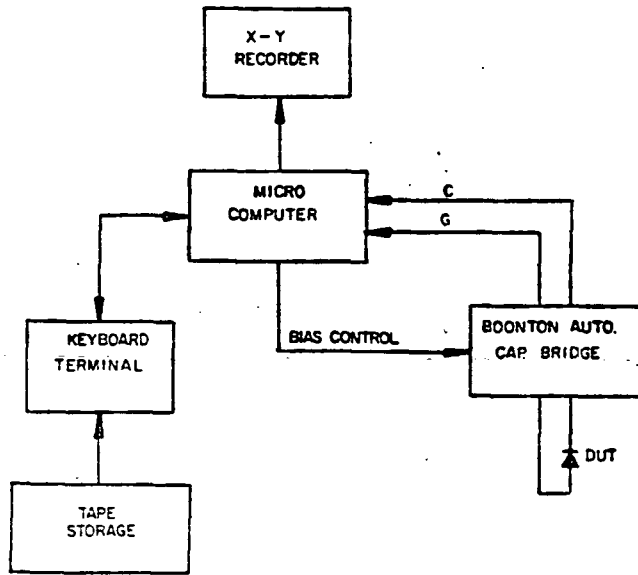 X-Y
RECORDER
MICRO
COMPUTER
C
G
KEYBOARD
TERMINAL
BIAS CONTROL
BOONTON AUTO.
CAP. BRIDGE
DUT
TAPE
STORAGE